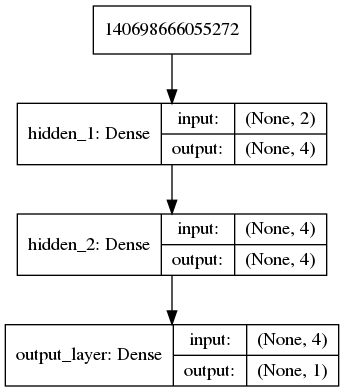 140698666055272
hidden_1: Dense
input: (None, 2)
output: (None, 4)
hidden_2: Dense
input: (None, 4)
output: (None, 4)
output_layer: Dense
input: (None, 4)
output: (None, 1)